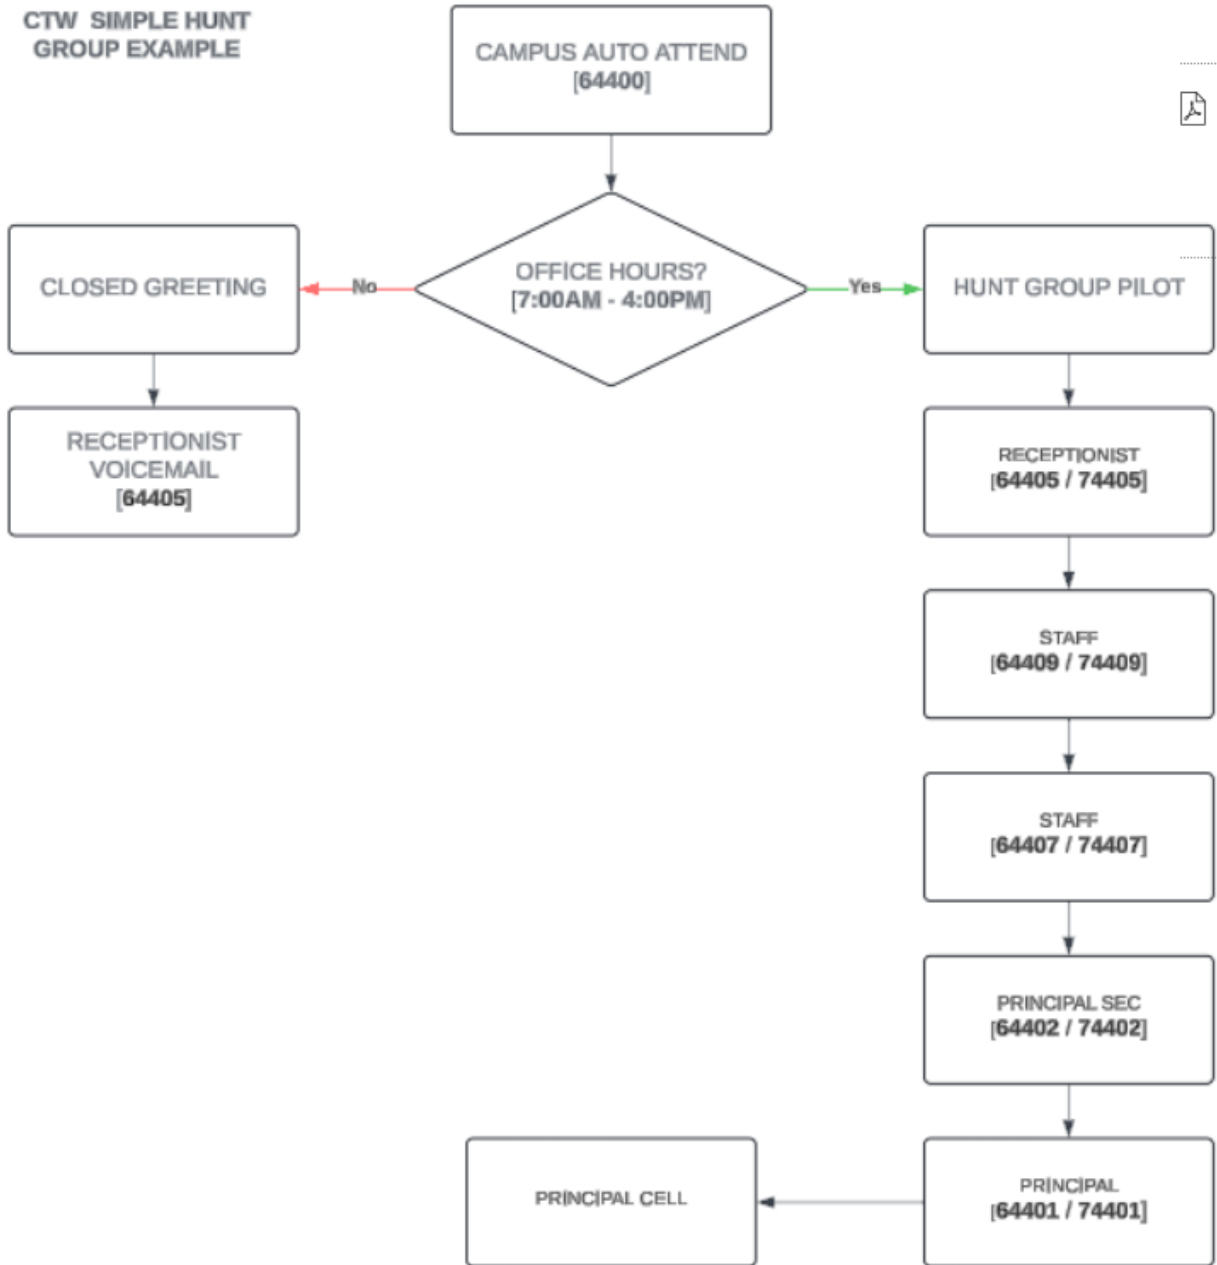 CTW SIMPLE HUNT
GROUP EXAMPLE
CAMPUS AUTO ATTEND
[64400]
OFFICE HOURS?
[7:00AM - 4:00PM]
No
Yes
CLOSED GREETING
HUNT GROUP PILOT
RECEPTIONIST
VOICEMAIL
[64405]
RECEPTIONIST
[64405 / 74405]
STAFF
[64409 / 74409]
STAFF
[64407 / 74407]
PRINCIPAL SEC
[64402 / 74402]
PRINCIPAL
[64401 / 74401]
PRINCIPAL CELL